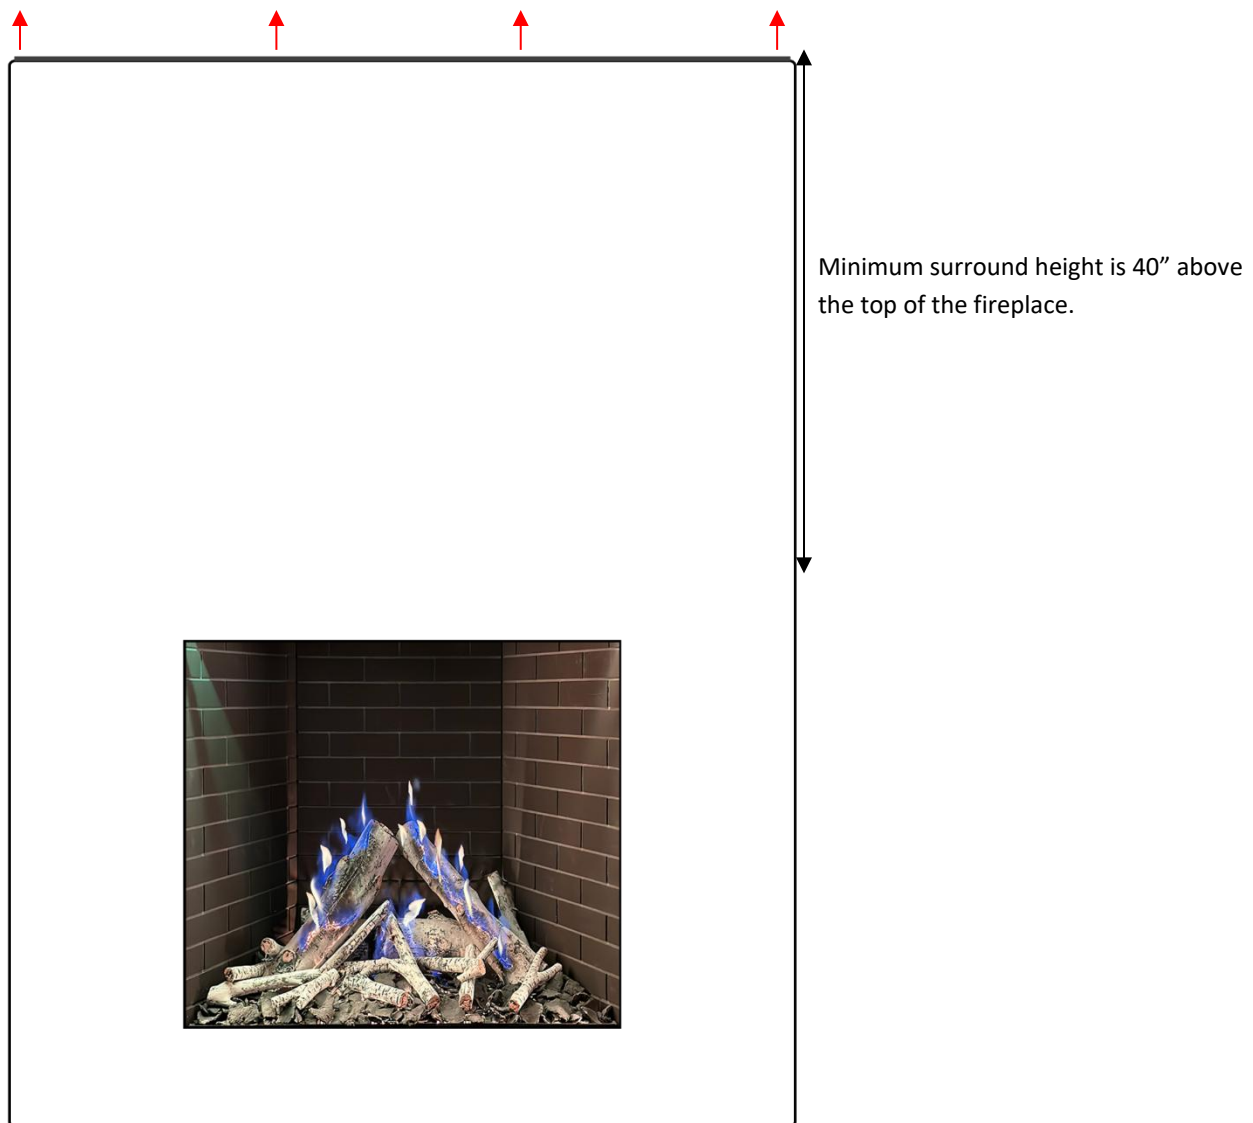 Minimum surround height is 40” above
the top of the fireplace.